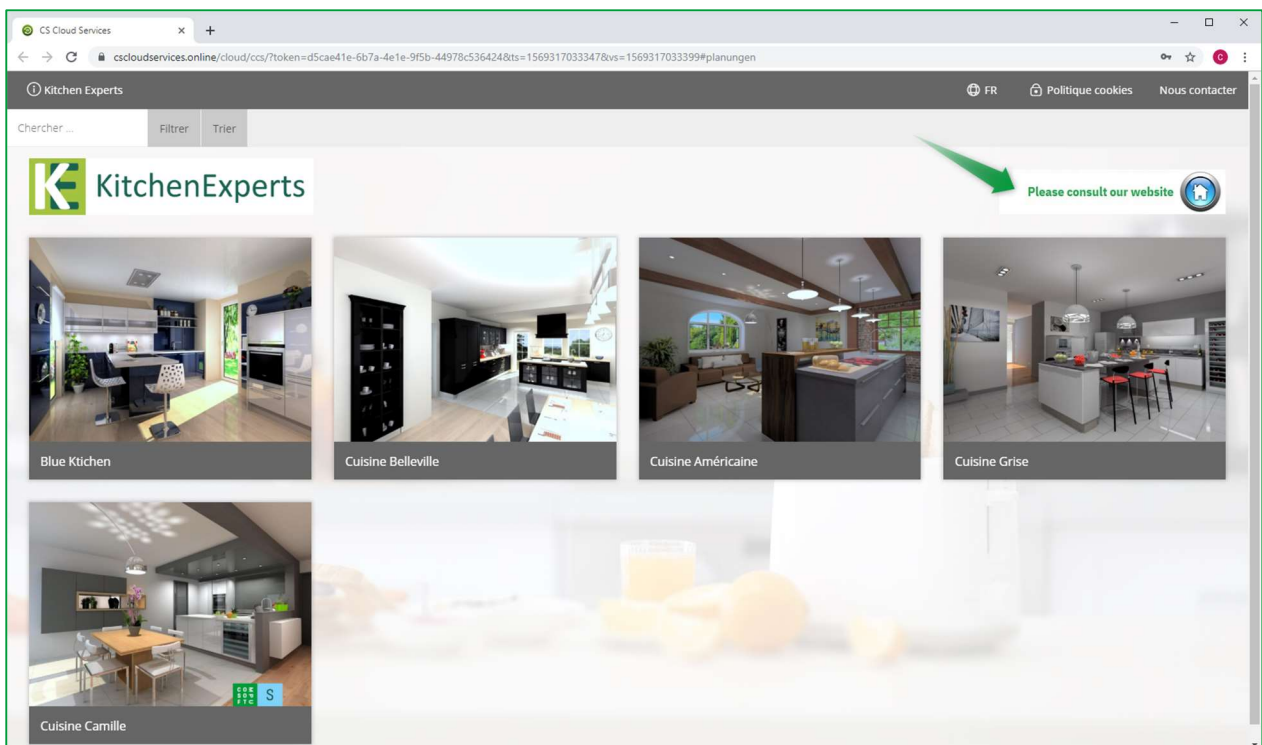 CS Cloud Services
cscloudservices.online/cloud/ccs/?token=d5cae41e-6b7a-4e1e-9f5b-44978c536424&ts=1569317033347&vs=1569317033399#planungen
C
Kitchen Experts
FR
Politique cookies
Nous contacter
Chercher ...
Filtrer
Trier
KE KitchenExperts
Please consult our website
Blue Ktichen
Cuisine Belleville
Cuisine Américaine
Cuisine Grise
S
Cuisine Camille